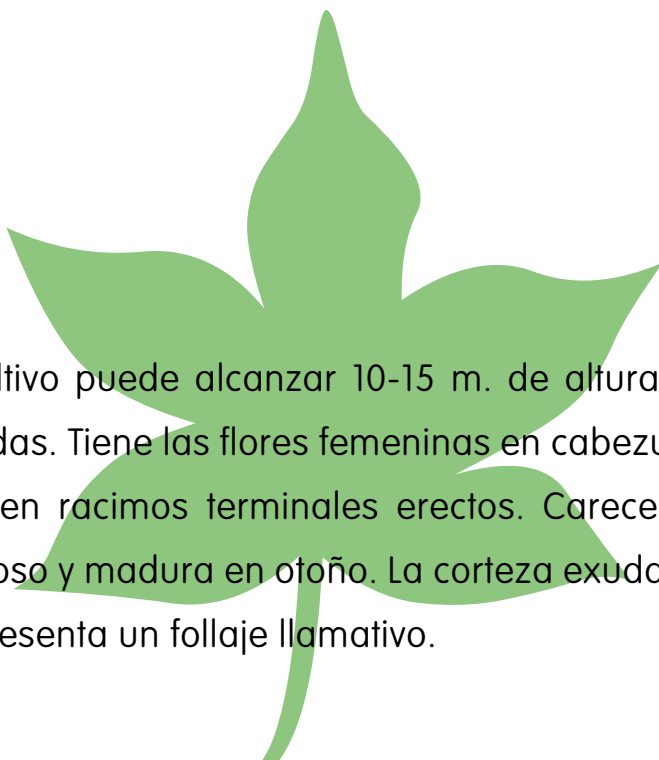 ltivo puede alcanzar 10-15 m. de altura
das. Tiene las flores femeninas en cabezu
en racimos terminales erectos. Carece
oso y madura en otoño. La corteza exuda
esenta un follaje llamativo.